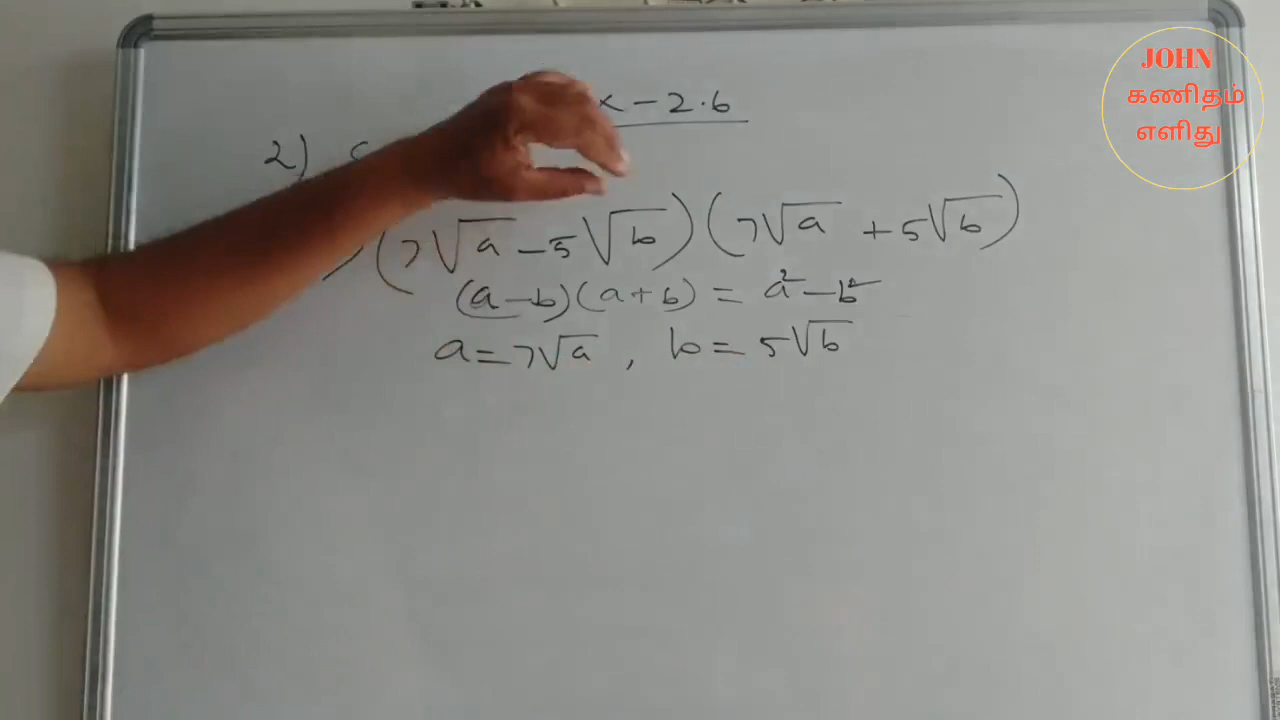 x - 2.6
2)
(7√a - 5√b)(7√a + 5√b)
(a - b)(a + b) = a² - b²
a = 7√a , b = 5√b
JOHN
கணிதம்
எளிது